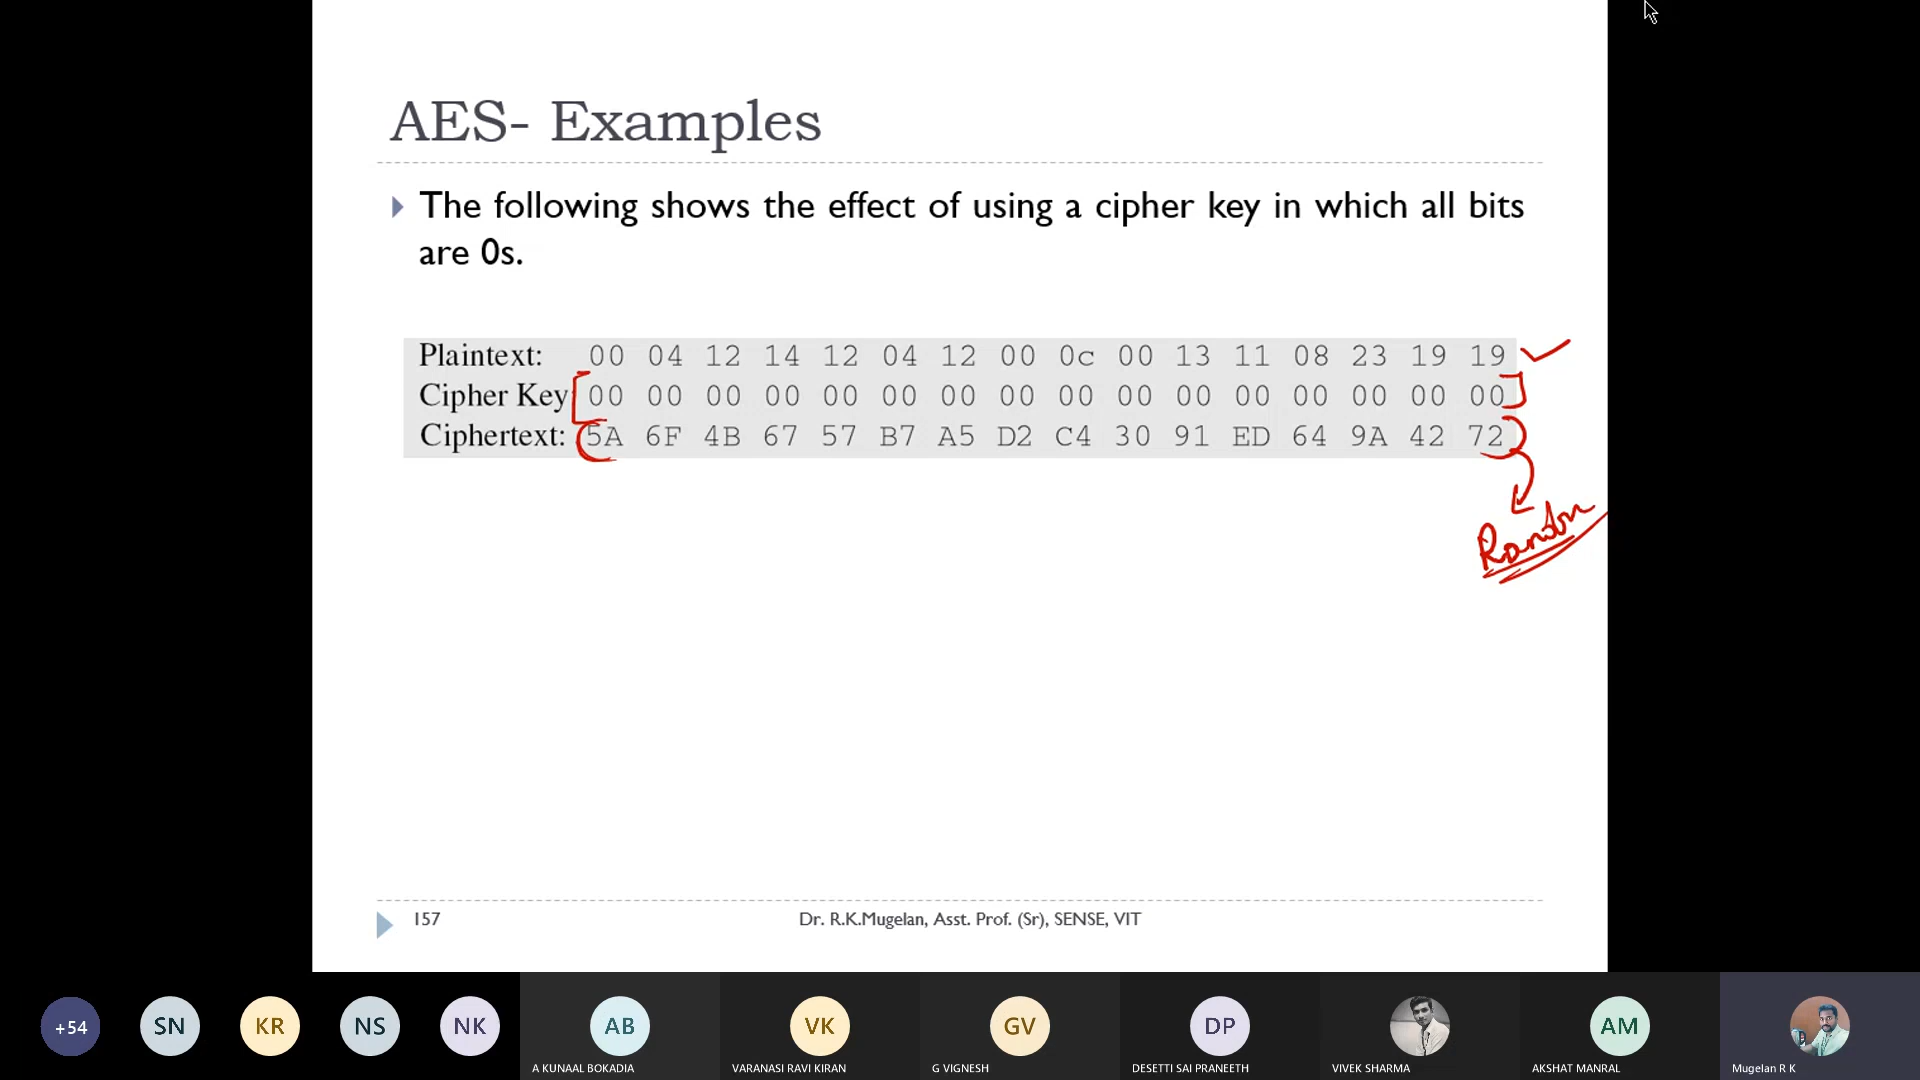 AES- Examples
The following shows the effect of using a cipher key in which all bits
are 0s.
Plaintext: 00 04 12 14 12 04 12 00 0c 00 13 11 08 23 19 19
Cipher Key: 00 00 00 00 00 00 00 00 00 00 00 00 00 00 00 00
Ciphertext: 5A 6F 4B 67 57 B7 A5 D2 C4 30 91 ED 64 9A 42 72
157 Dr. R.K.Mugelan, Asst. Prof. (Sr), SENSE, VIT
+54 SN KR NS NK AB VK GV DP AM
A KUNAAL BOKADIA VARANASI RAVI KIRAN G VIGNESH DESETTI SAI PRANEETH VIVEK SHARMA AKSHAT MANRAL Mugelan R K